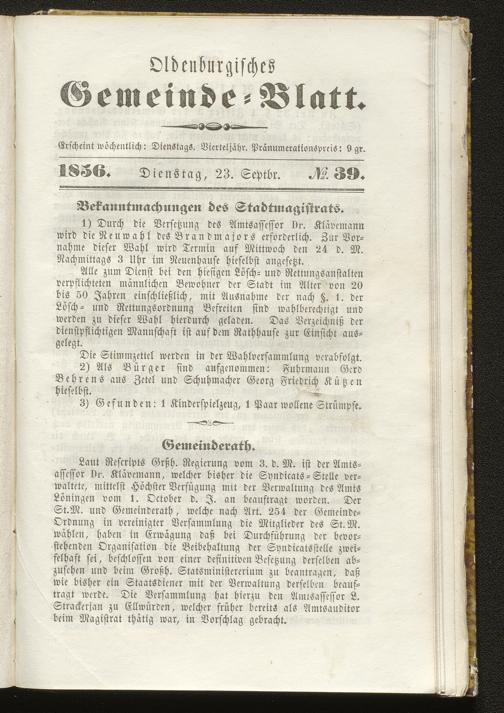 Oldenburgisches
Gemeinde-Blatt.
Erscheint wöchentlich: Dienstags. Vierteljähr. Pränumerationspreis: 9 gr.
1856. Dienstag, 23. Septbr. №. 39.
Bekanntmachungen des Stadtmagistrats.
1) Durch die Versetzung des Amtsassessor Dr. Klävemann
wird die Neuwahl des Brandmajors erforderlich. Zur Vor-
nahme dieser Wahl wird Termin auf Mittwoch den 24 d. M.
Nachmittags 3 Uhr im Neuenhause hieselbst angesetzt.
Alle zum Dienst bei den hiesigen Lösch- und Rettungsanstalten
verpflichteten männlichen Bewohner der Stadt im Alter von 20
bis 50 Jahren einschließlich, mit Ausnahme der nach §. 1. der
Lösch- und Rettungsordnung Befreiten sind wahlberechtigt und
werden zu dieser Wahl hierdurch geladen. Das Verzeichniß der
dienstpflichtigen Mannschaft ist auf dem Rathhause zur Einsicht aus-
gelegt.
Die Stimmzettel werden in der Wahlversammlung verabfolgt.
2) Als Bürger sind aufgenommen: Fuhrmann Gerd
Behrens aus Zetel und Schuhmacher Georg Friedrich Kützen
hieselbst.
3) Gefunden: 1 Kinderspielzeug, 1 Paar wollene Strümpfe.
Gemeinderath.
Laut Rescripts Grßh. Regierung vom 3. d. M. ist der Amts-
assessor Dr. Klävemann, welcher bisher die Syndicats-Stelle ver-
waltete, mittelst Höchster Verfügung mit der Verwaltung des Amts
Löningen vom 1. October d. J. an beauftragt worden. Der
St.M. und Gemeinderath, welche nach Art. 254 der Gemeinde-
Ordnung in vereinigter Versammlung die Mitglieder des St.M.
wählen, haben in Erwägung daß bei Durchführung der bevor-
stehenden Organisation die Beibehaltung der Syndicatsstelle zwei-
felhaft sei, beschlossen von einer definitiven Besetzung derselben ab-
zusehen und beim Großh. Statsministererium zu beantragen, daß
wie bisher ein Staatsdiener mit der Verwaltung derselben beauf-
tragt werde. Die Versammlung hat hierzu den Amtsassessor L.
Strackerjan zu Ellwürden, welcher früher bereits als Amtsauditor
beim Magistrat thätig war, in Vorschlag gebracht.